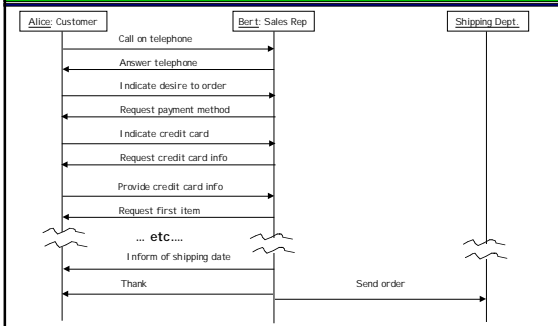 Alice: Customer
Bert: Sales Rep
Shipping Dept.
Call on telephone
Answer telephone
Indicate desire to order
Request payment method
Indicate credit card
Request credit card info
Provide credit card info
Request first item
... etc....
Inform of shipping date
Thank
Send order